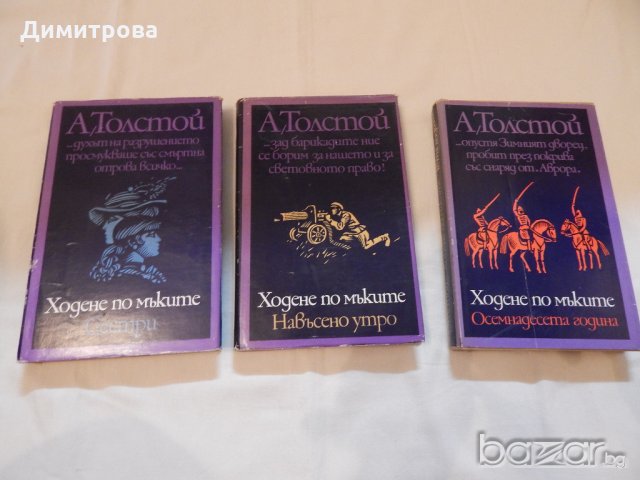 Димитрова
А. Толстой
...духът на разрушението
просмукваше със смъртна
отрова всичко...
Ходене по мъките
Сестри
А. Толстой
...зад барикадите ние
се борим за нашето и за
световното право!
Ходене по мъките
Навъсено утро
А. Толстой
...опустя Зимният дворец,
пробит през покрива
със снаряд от „Аврора“
Ходене по мъките
Осемнадесета година
bazar.bg